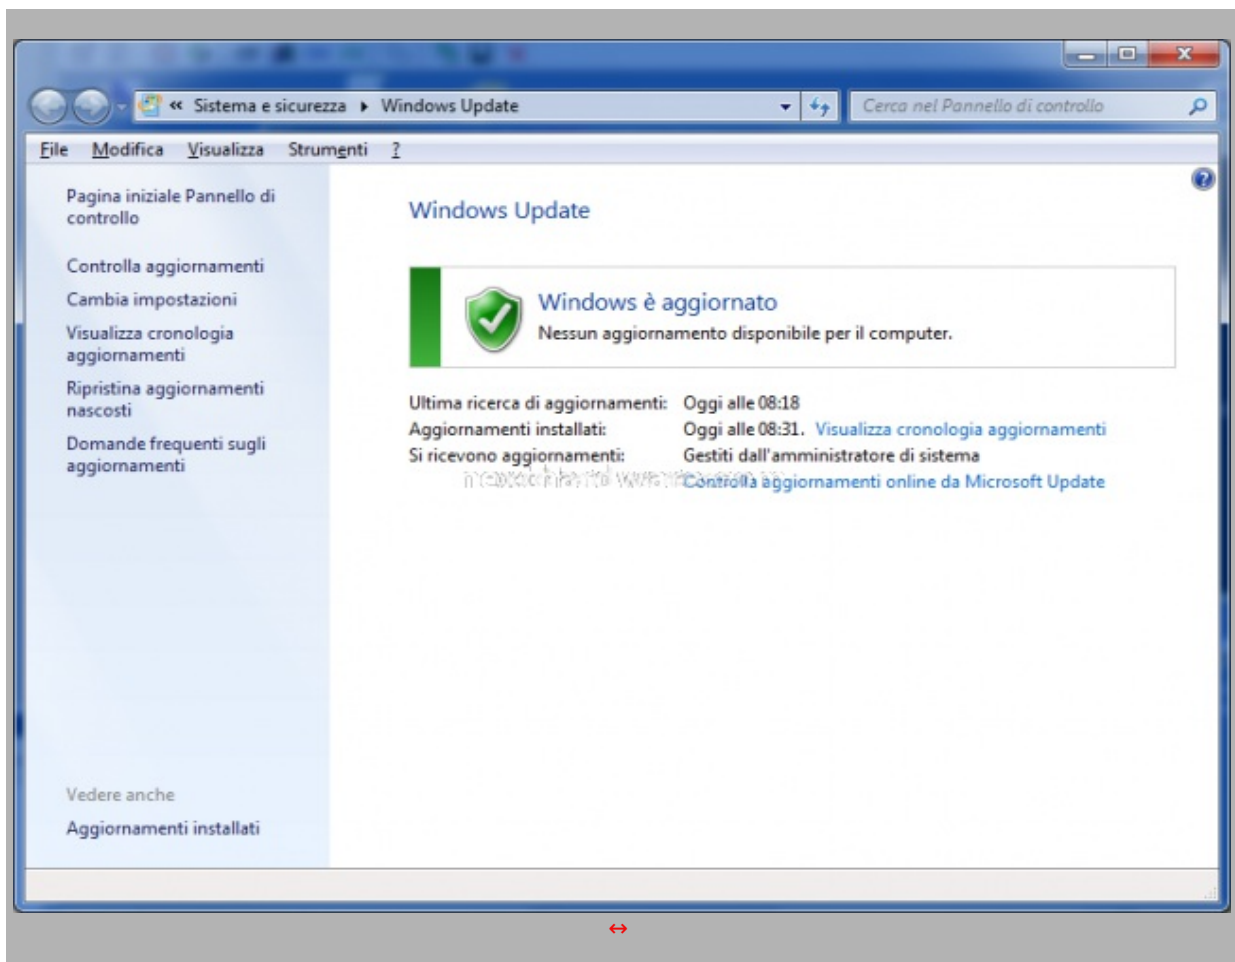 « Sistema e sicurezza ▸ Windows Update
Cerca nel Pannello di controllo
File Modifica Visualizza Strumenti ?
Pagina iniziale Pannello di
controllo
Controlla aggiornamenti
Cambia impostazioni
Visualizza cronologia
aggiornamenti
Ripristina aggiornamenti
nascosti
Domande frequenti sugli
aggiornamenti
Vedere anche
Aggiornamenti installati
Windows Update
Windows è aggiornato
Nessun aggiornamento disponibile per il computer.
Ultima ricerca di aggiornamenti: Oggi alle 08:18
Aggiornamenti installati: Oggi alle 08:31. Visualizza cronologia aggiornamenti
Si ricevono aggiornamenti: Gestiti dall'amministratore di sistema
Controlla aggiornamenti online da Microsoft Update